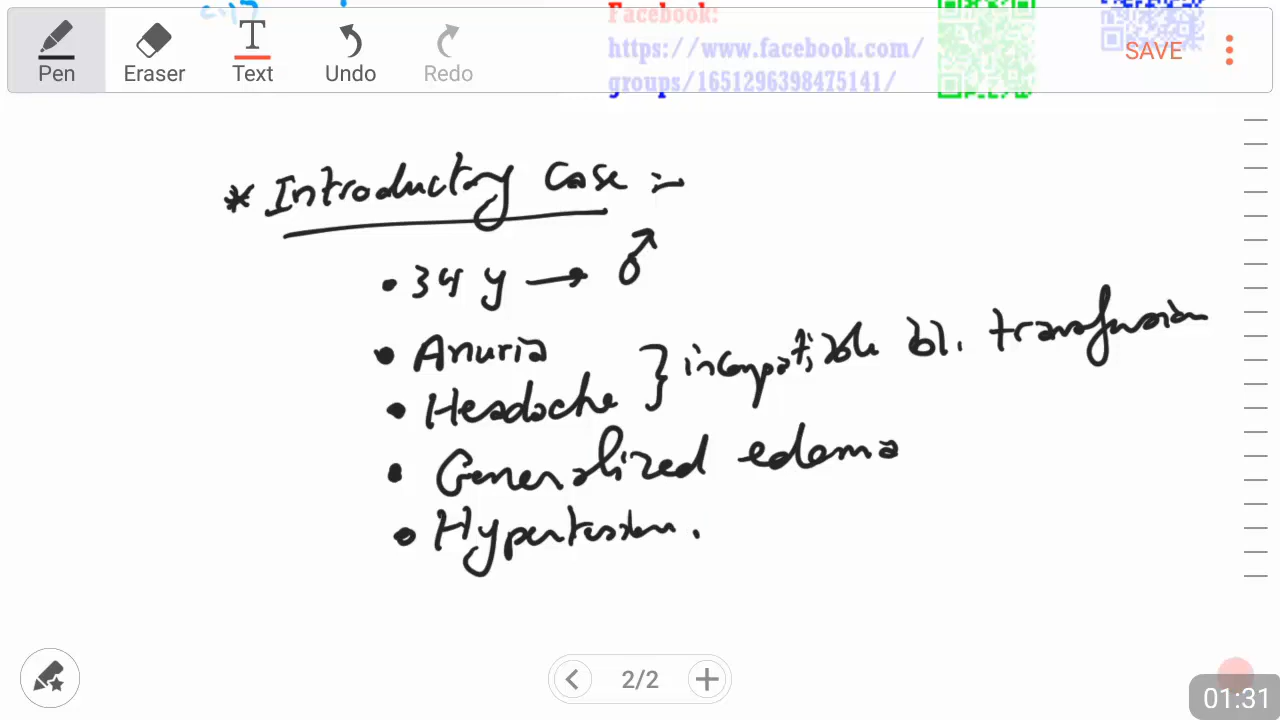 Facebook:
https://www.facebook.com/
groups/1651296398475141/
Pen
Eraser
Text
Undo
Redo
SAVE
* Introductory Case :-
• 34 y → ♂
• Anuria
• Headache } incompatible bl. transfusion
• Generalized edema
• Hypertension.
2/2
01:31